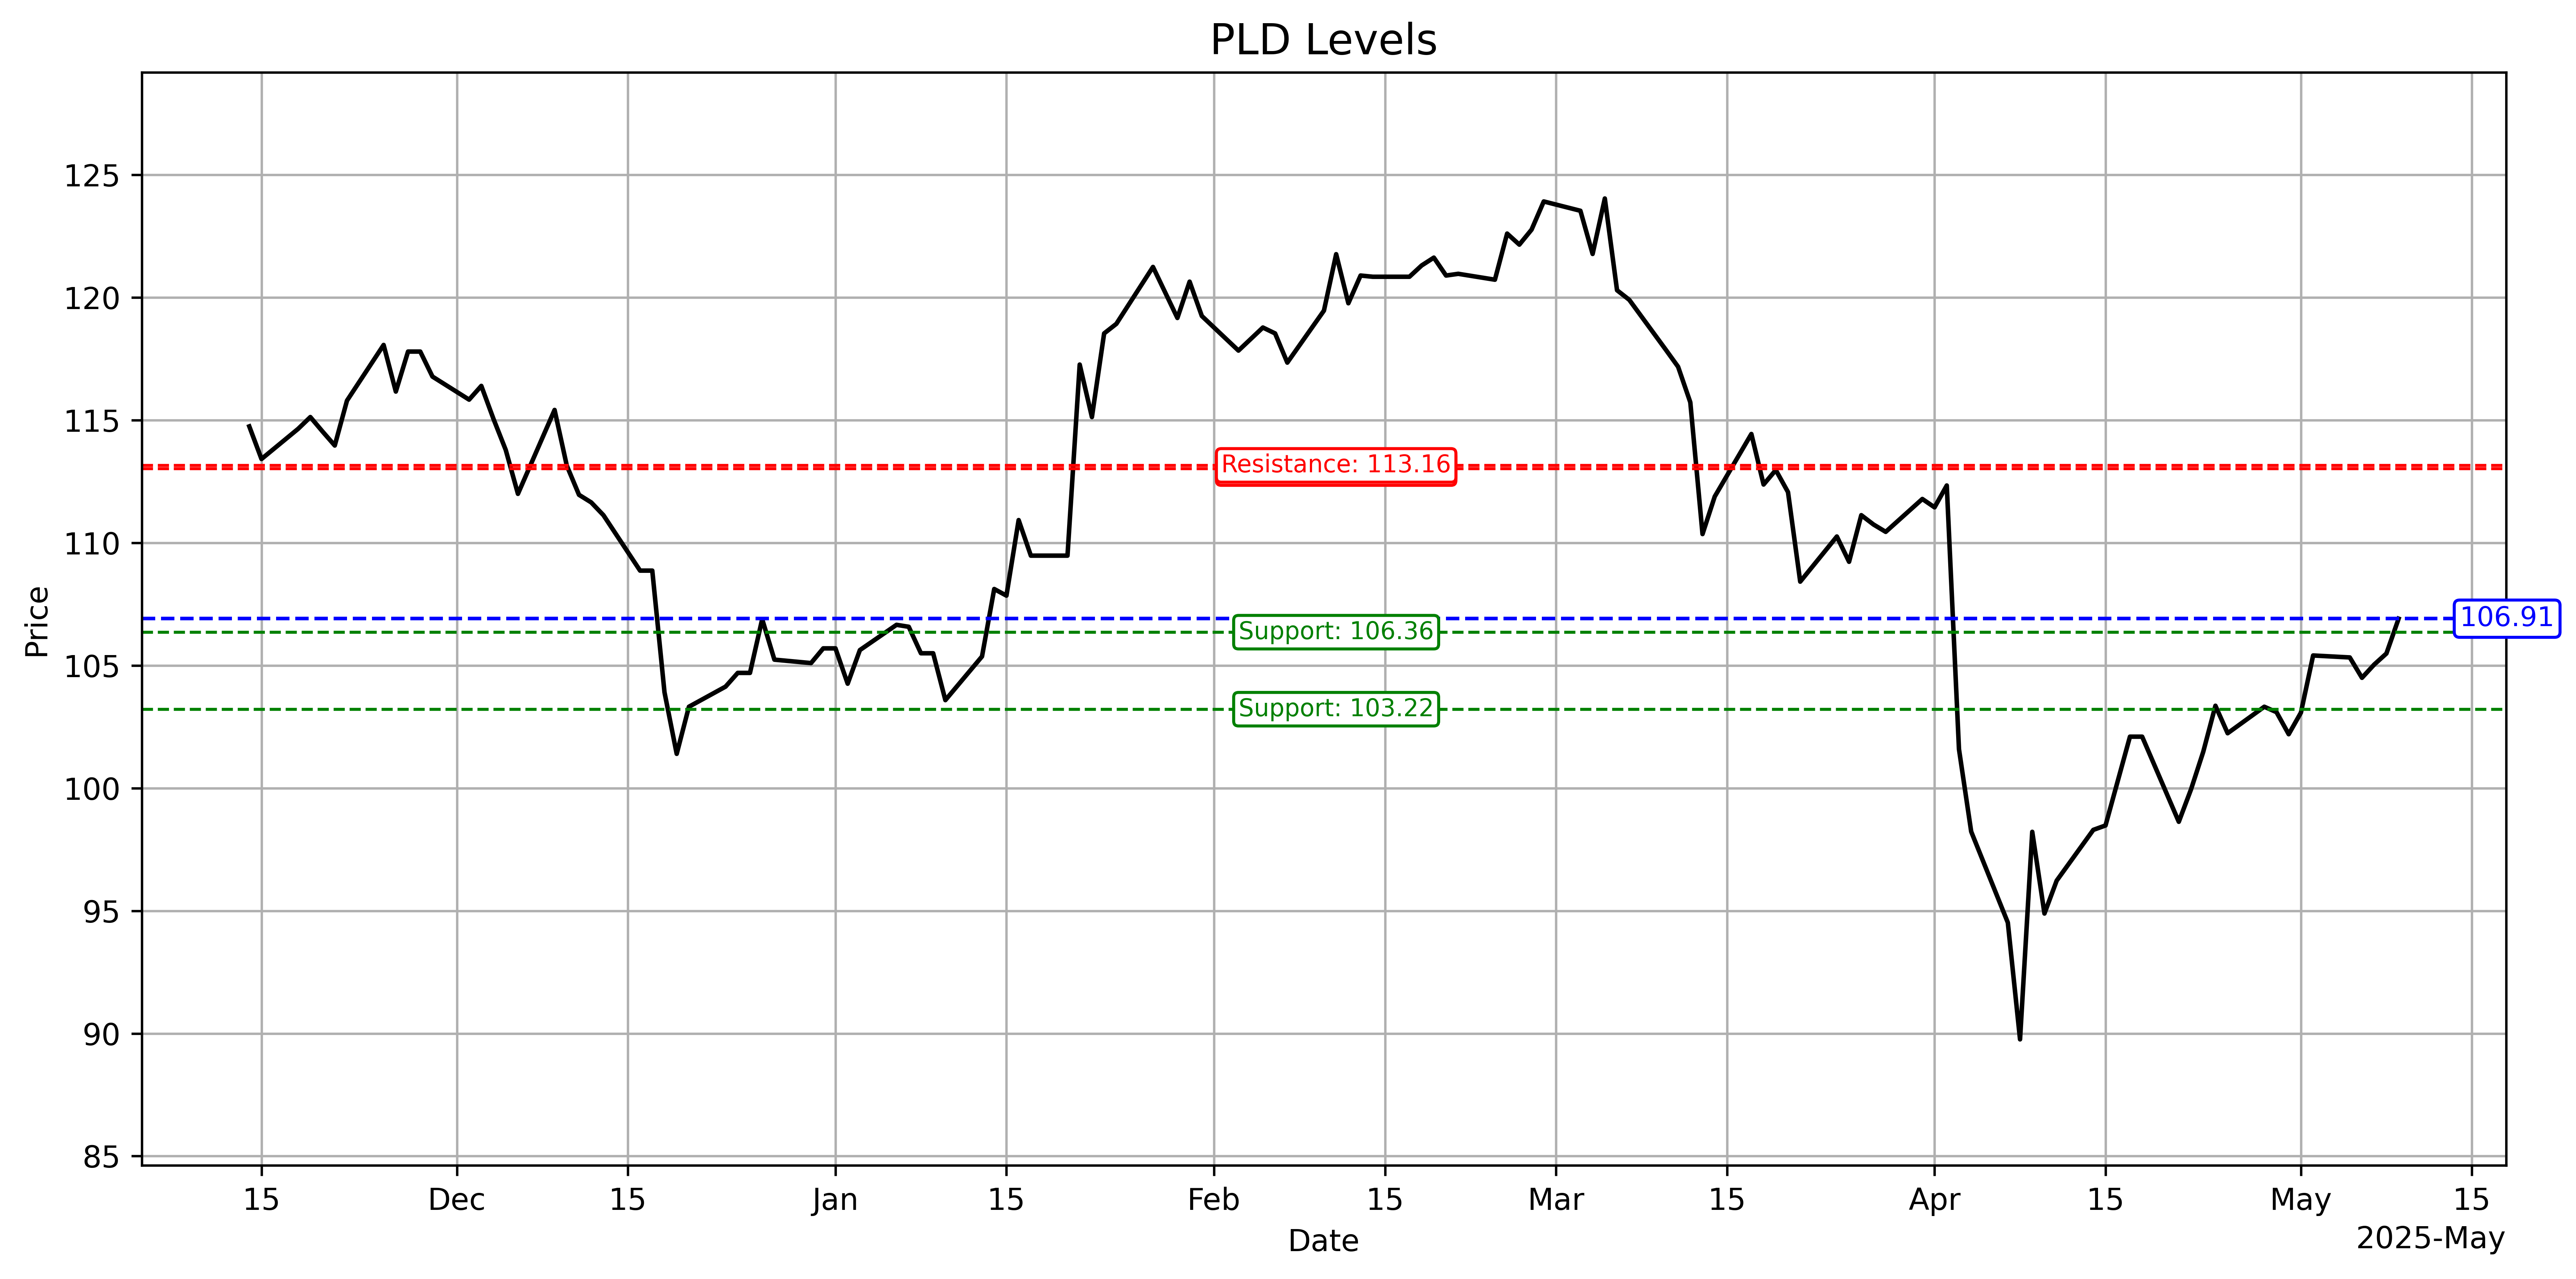 PLD Levels
Price
125
120
115
110
105
100
95
90
85
Resistance: 113.16
106.91
Support: 106.36
Support: 103.22
15 Dec 15 Jan 15 Feb 15 Mar 15 Apr 15 May 15
Date
2025-May